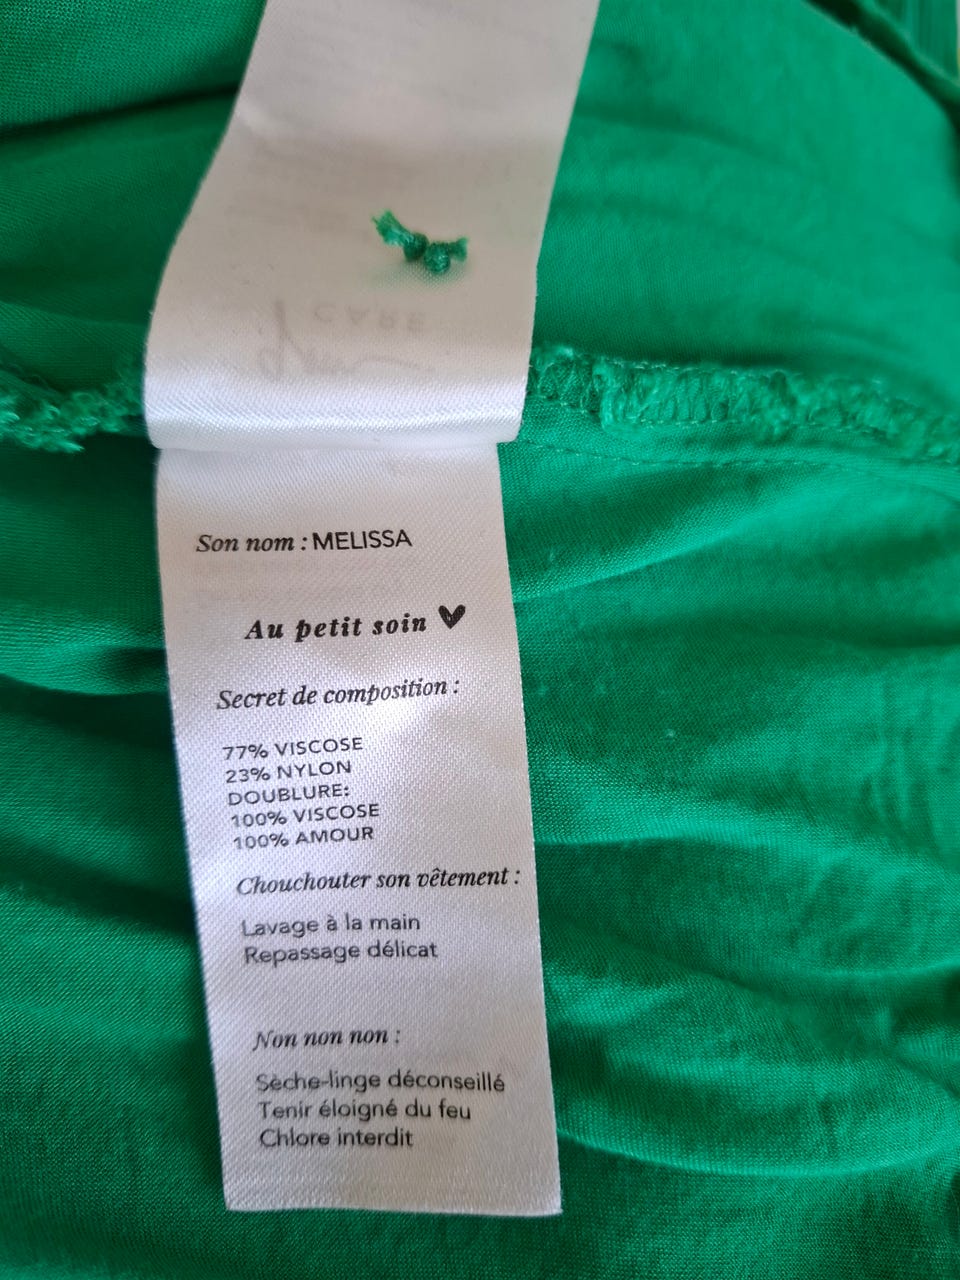 CARE
Son nom : MELISSA
Au petit soin
Secret de composition :
77% VISCOSE
23% NYLON
DOUBLURE:
100% VISCOSE
100% AMOUR
Chouchouter son vêtement :
Lavage à la main
Repassage délicat
Non non non :
Sèche-linge déconseillé
Tenir éloigné du feu
Chlore interdit